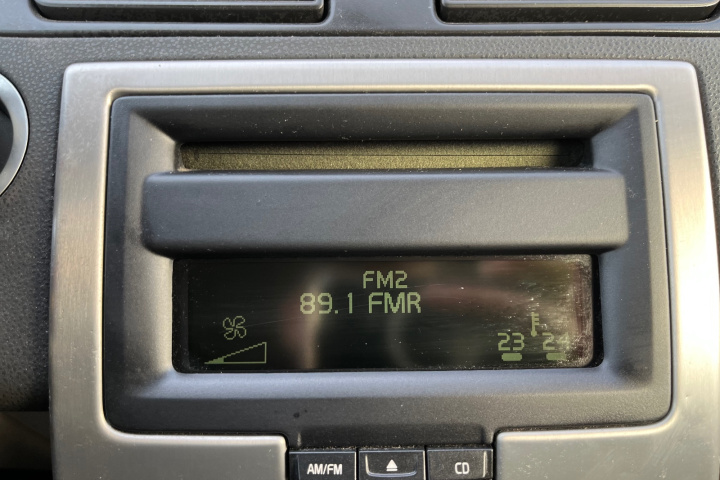 FM2
89.1 FMR
23 24
AM/FM CD